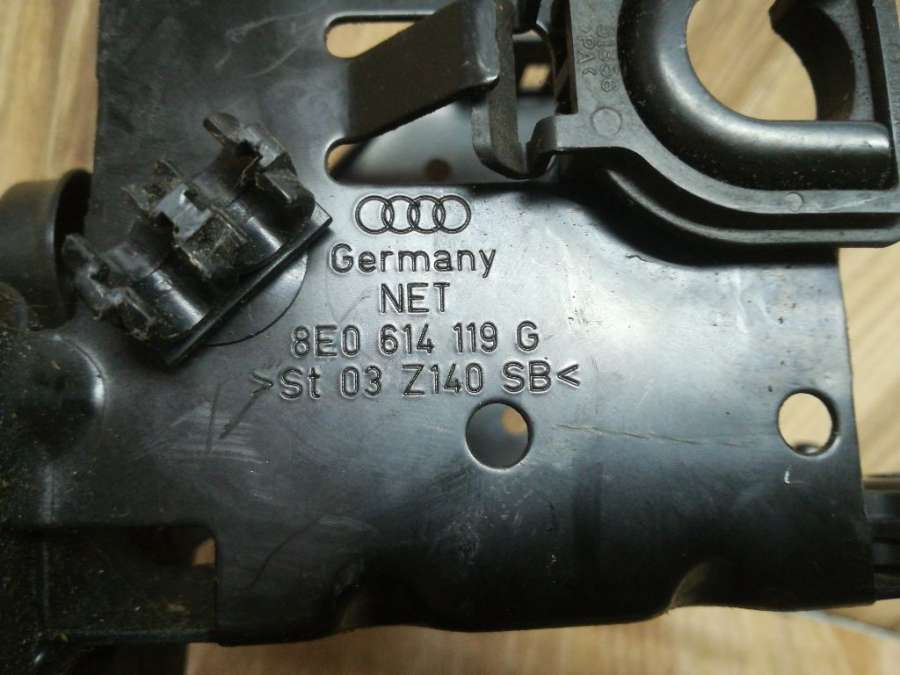 Germany
NET
8E0 614 119 G
>St 03 Z140 SB<